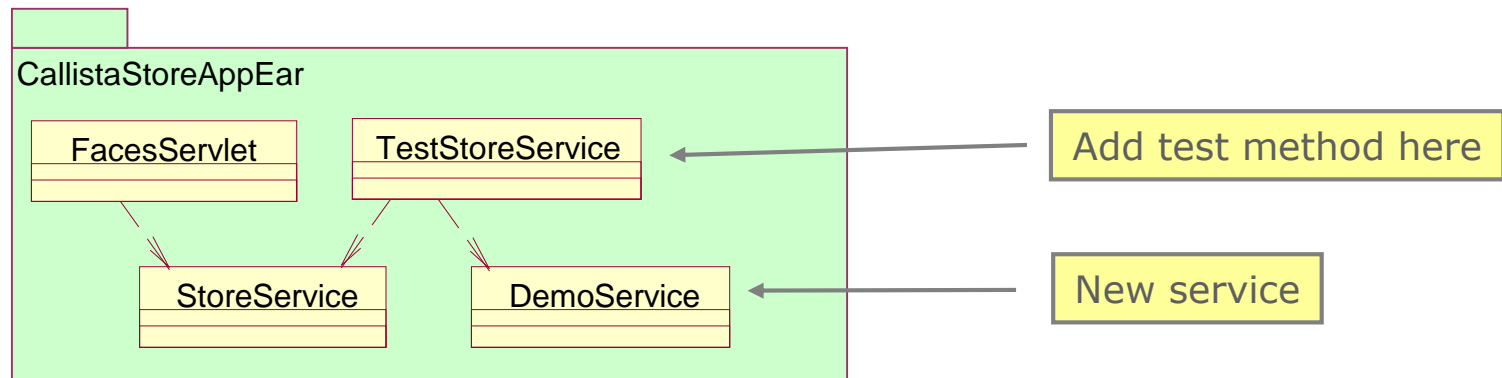 CallistaStoreAppEar
FacesServlet
TestStoreService
Add test method here
StoreService
DemoService
New service